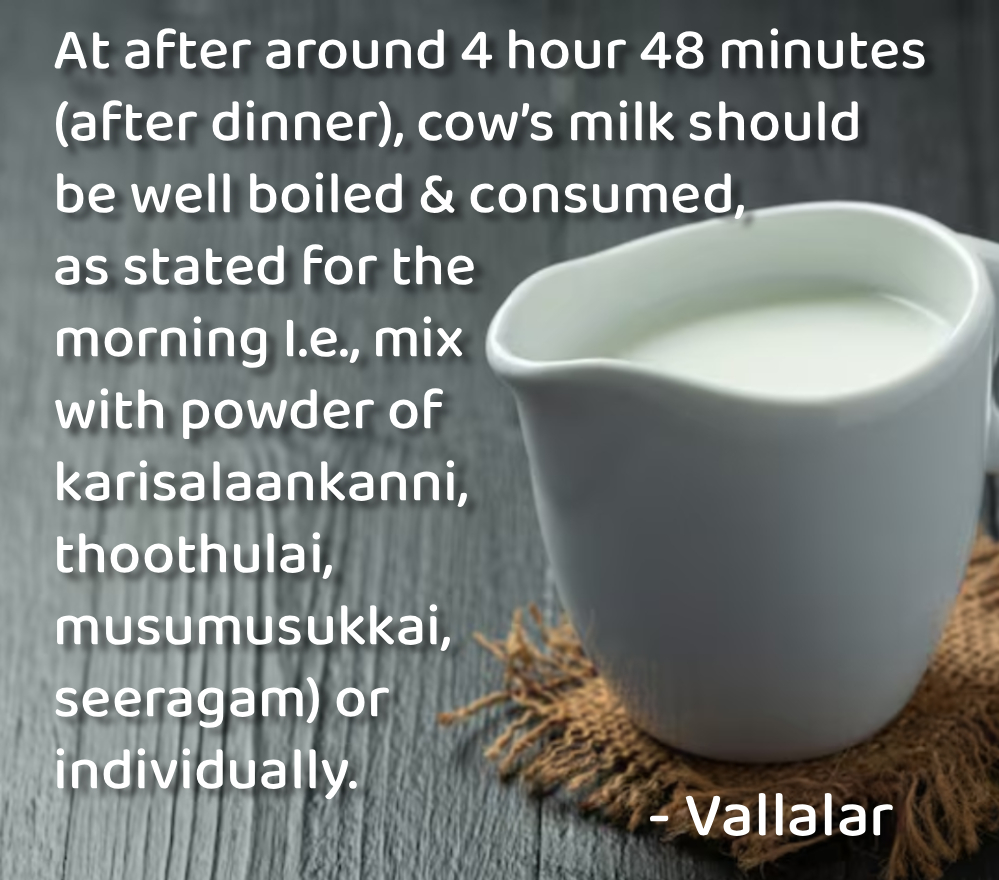 At after around 4 hour 48 minutes
(after dinner), cow's milk should
be well boiled & consumed,
as stated for the
morning I.e., mix
with powder of
karisalaankanni,
thoothulai,
musumusukkai,
seeragam) or
individually.
- Vallalar